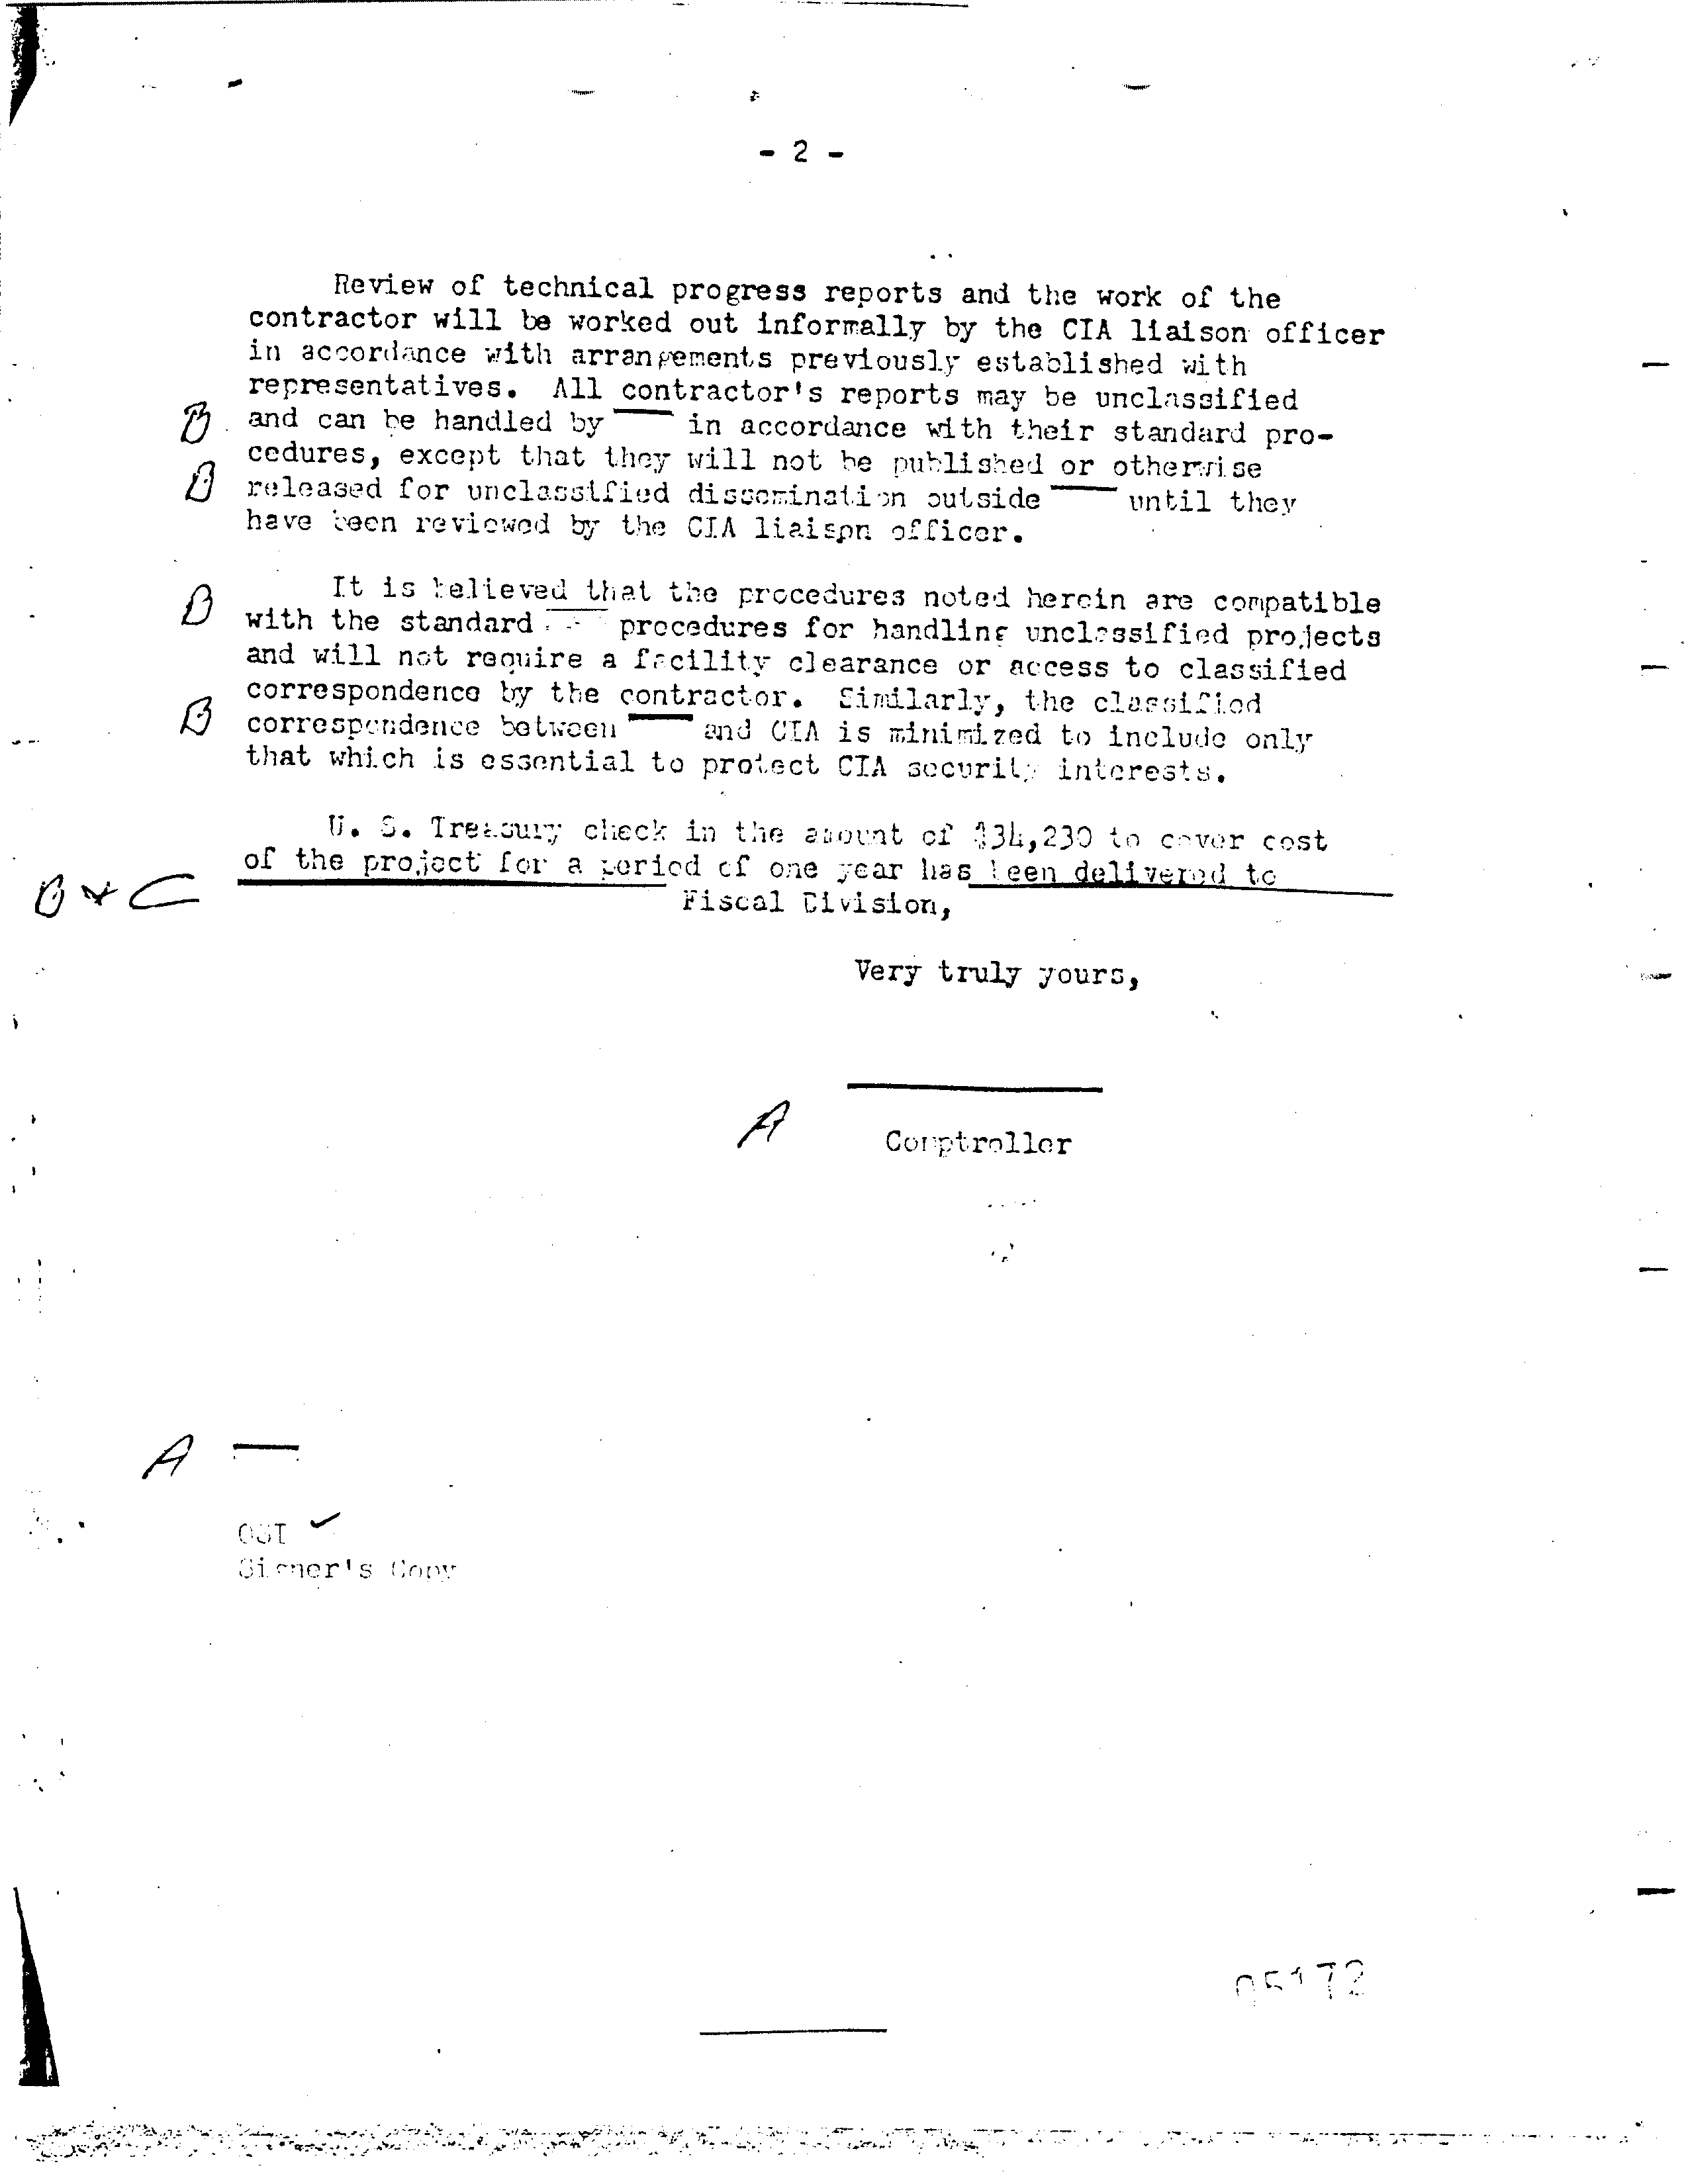 - 2 -
Review of technical progress reports and the work of the
contractor will be worked out informally by the CIA liaison officer
in accordance with arrangements previously established with
representatives. All contractor's reports may be unclassified
B and can be handled by in accordance with their standard pro-
cedures, except that they will not be published or otherwise
B released for unclassified dissemination outside until they
have been reviewed by the CIA liaison officer.
It is believed that the procedures noted herein are compatible
B with the standard procedures for handling unclassified projects
and will not require a facility clearance or access to classified
correspondence by the contractor. Similarly, the classified
B correspondence between and CIA is minimized to include only
that which is essential to protect CIA security interests.
U. S. Treasury check in the amount of $34,230 to cover cost
of the project for a period of one year has been delivered to
B + C Fiscal Division,
Very truly yours,
A
Comptroller
A
OSI ✓
Signer's Copy
05172